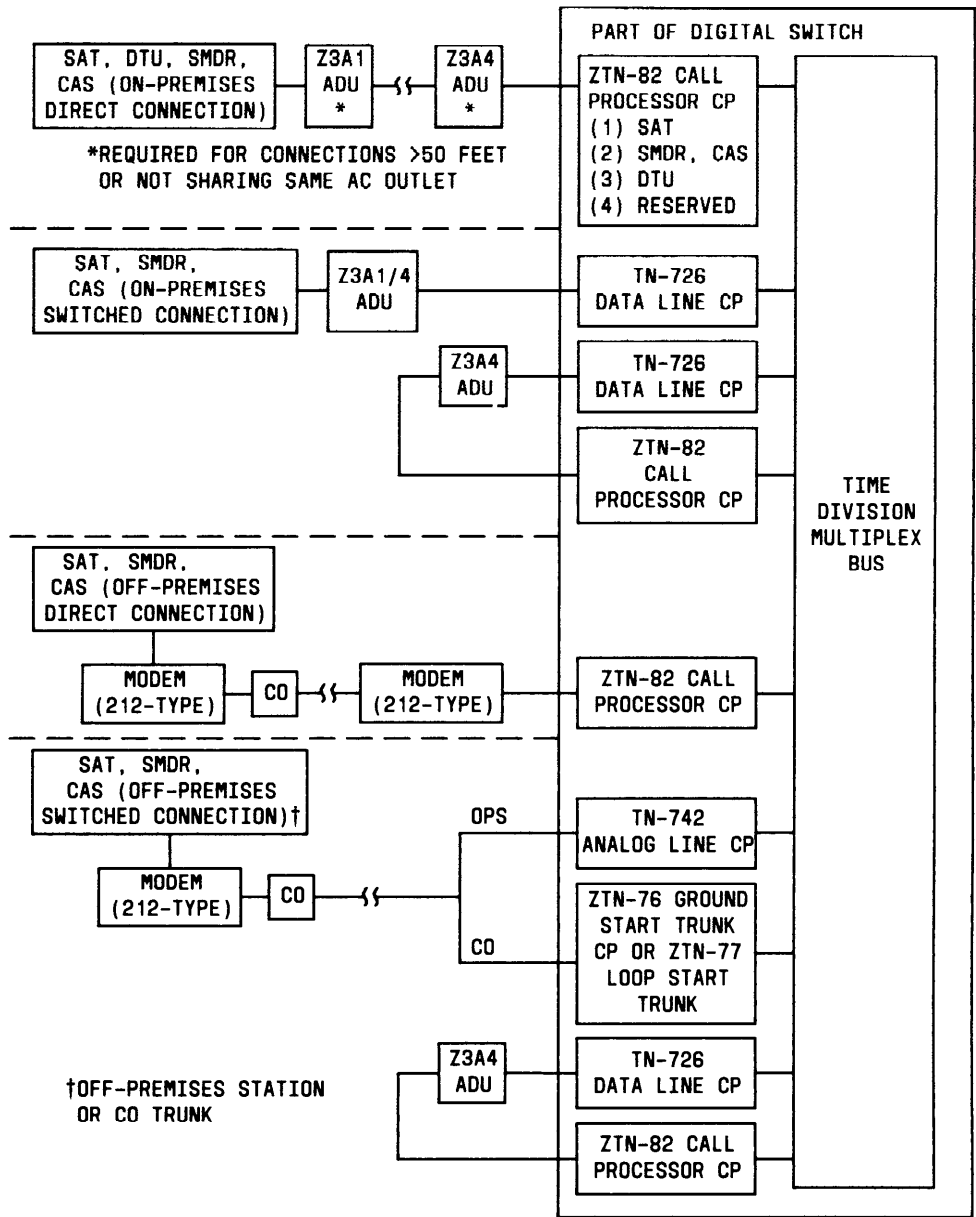 PART OF DIGITAL SWITCH
SAT, DTU, SMDR,
CAS (ON-PREMISES
DIRECT CONNECTION)
Z3A1
ADU
*
Z3A4
ADU
*
ZTN-82 CALL
PROCESSOR CP
(1) SAT
(2) SMDR, CAS
(3) DTU
(4) RESERVED
*REQUIRED FOR CONNECTIONS >50 FEET
OR NOT SHARING SAME AC OUTLET
SAT, SMDR,
CAS (ON-PREMISES
SWITCHED CONNECTION)
Z3A1/4
ADU
TN-726
DATA LINE CP
Z3A4
ADU
TN-726
DATA LINE CP
ZTN-82
CALL
PROCESSOR CP
TIME
DIVISION
MULTIPLEX
BUS
SAT, SMDR,
CAS (OFF-PREMISES
DIRECT CONNECTION)
MODEM
(212-TYPE)
CO
MODEM
(212-TYPE)
ZTN-82 CALL
PROCESSOR CP
SAT, SMDR,
CAS (OFF-PREMISES
SWITCHED CONNECTION)†
MODEM
(212-TYPE)
CO
OPS
TN-742
ANALOG LINE CP
CO
ZTN-76 GROUND
START TRUNK
CP OR ZTN-77
LOOP START
TRUNK
†OFF-PREMISES STATION
OR CO TRUNK
Z3A4
ADU
TN-726
DATA LINE CP
ZTN-82 CALL
PROCESSOR CP